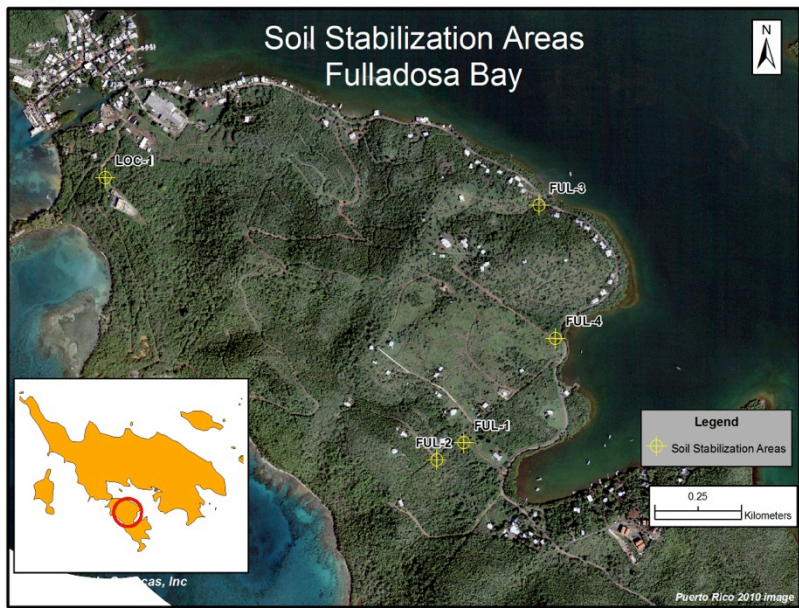 Soil Stabilization Areas
Fulladosa Bay
N
LOC-1
FUL-3
FUL-4
FUL-1
FUL-2
Legend
Soil Stabilization Areas
0.25
Kilometers
, Inc
Puerto Rico 2010 image